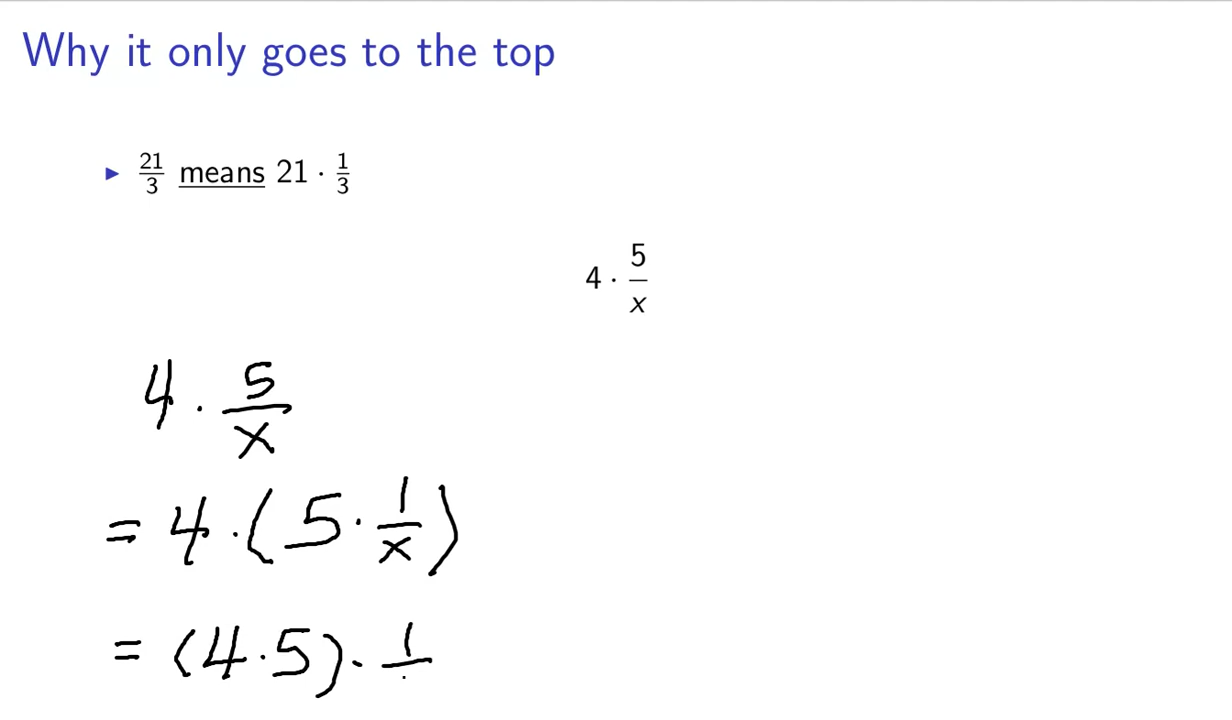 Why it only goes to the top
▶ 21/3 means 21 · 1/3
4 · 5/x
4 · 5/x
= 4 · (5 · 1/x)
= (4 · 5) · 1/